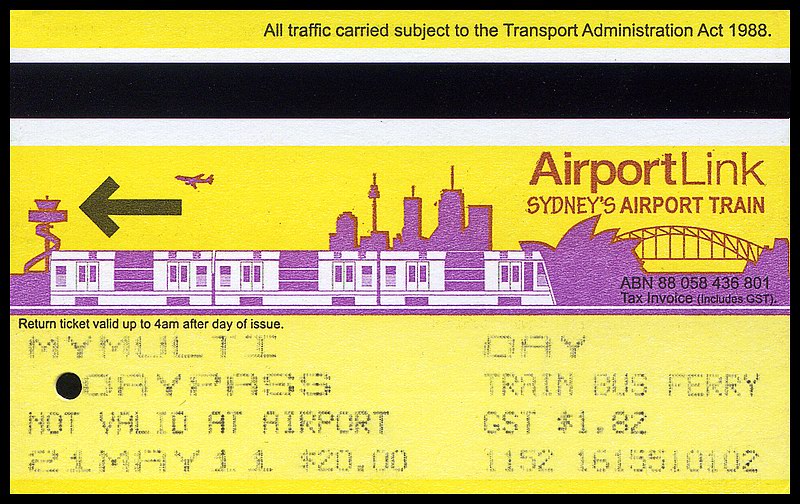 All traffic carried subject to the Transport Administration Act 1988.
AirportLink
SYDNEY'S AIRPORT TRAIN
ABN 88 058 436 801
Tax Invoice (Includes GST).
Return ticket valid up to 4am after day of issue.
MYMULTI DAY
DAYPASS TRAIN BUS FERRY
NOT VALID AT AIRPORT GST $1.82
21MAY11 $20.00 1152 1615510102